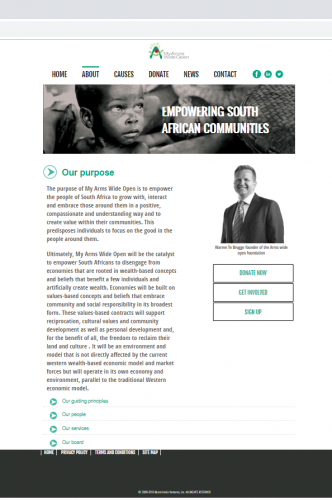 MyArms
Wide Open
HOME ABOUT CAUSES DONATE NEWS CONTACT
EMPOWERING SOUTH
AFRICAN COMMUNITIES
Our purpose
The purpose of My Arms Wide Open is to empower
the people of South Africa to grow with, interact
and embrace those around them in a positive,
compassionate and understanding way and to
create value within their communities. This
predisposes individuals to focus on the good in the
people around them.
Ultimately, My Arms Wide Open will be the catalyst
to empower South Africans to disengage from
economies that are rooted in wealth-based concepts
and beliefs that benefit a few individuals and
artificially create wealth. Economies will be built on
values-based concepts and beliefs that embrace
community and social responsibility in its broadest
form. These values-based contracts will support
reciprocation, cultural values and community
development as well as personal development and,
for the benefit of all, the freedom to reclaim their
land and culture . It will be an environment and
model that is not directly affected by the current
western wealth-based economic model and market
forces but will operate in its own economy and
environment, parallel to the traditional Western
economic model.
Our guiding principles
Our people
Our services
Our board
Warren Te Brugge founder of the Arms wide
open foundation
DONATE NOW
GET INVOLVED
SIGN UP
| HOME | PRIVACY POLICY | TERMS AND CONDITIONS | SITE MAP |